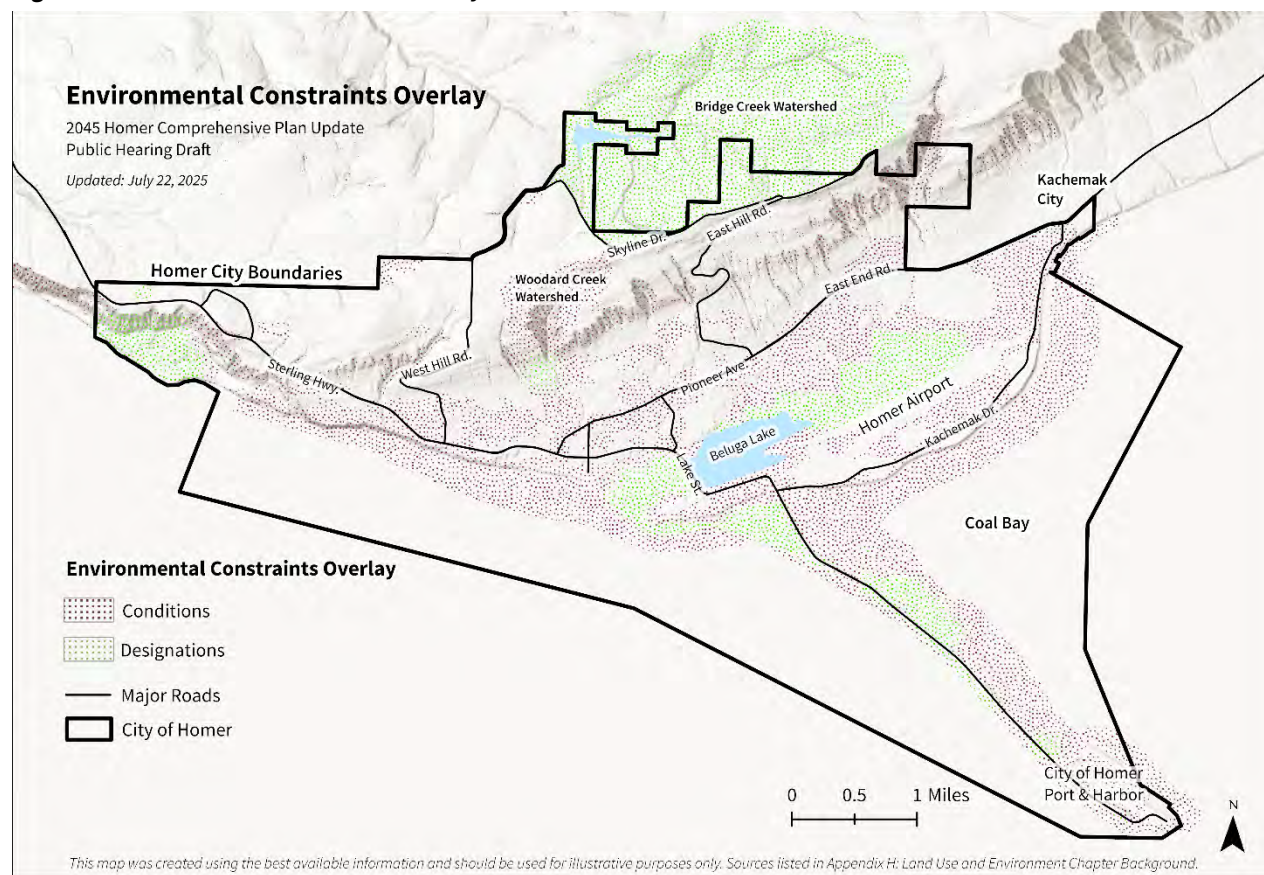 Environmental Constraints Overlay
2045 Homer Comprehensive Plan Update
Public Hearing Draft
Updated: July 22, 2025
Bridge Creek Watershed
Kachemak
City
Skyline Dr.
East Hill Rd.
Homer City Boundaries
Woodard Creek
Watershed
East End Rd.
Sterling Hwy.
West Hill Rd.
Pioneer Ave.
Homer Airport
Kachemak Dr.
Beluga Lake
Lake St.
Coal Bay
Environmental Constraints Overlay
Conditions
Designations
Major Roads
City of Homer
City of Homer
Port & Harbor
0 0.5 1 Miles
N
This map was created using the best available information and should be used for illustrative purposes only. Sources listed in Appendix H: Land Use and Environment Chapter Background.